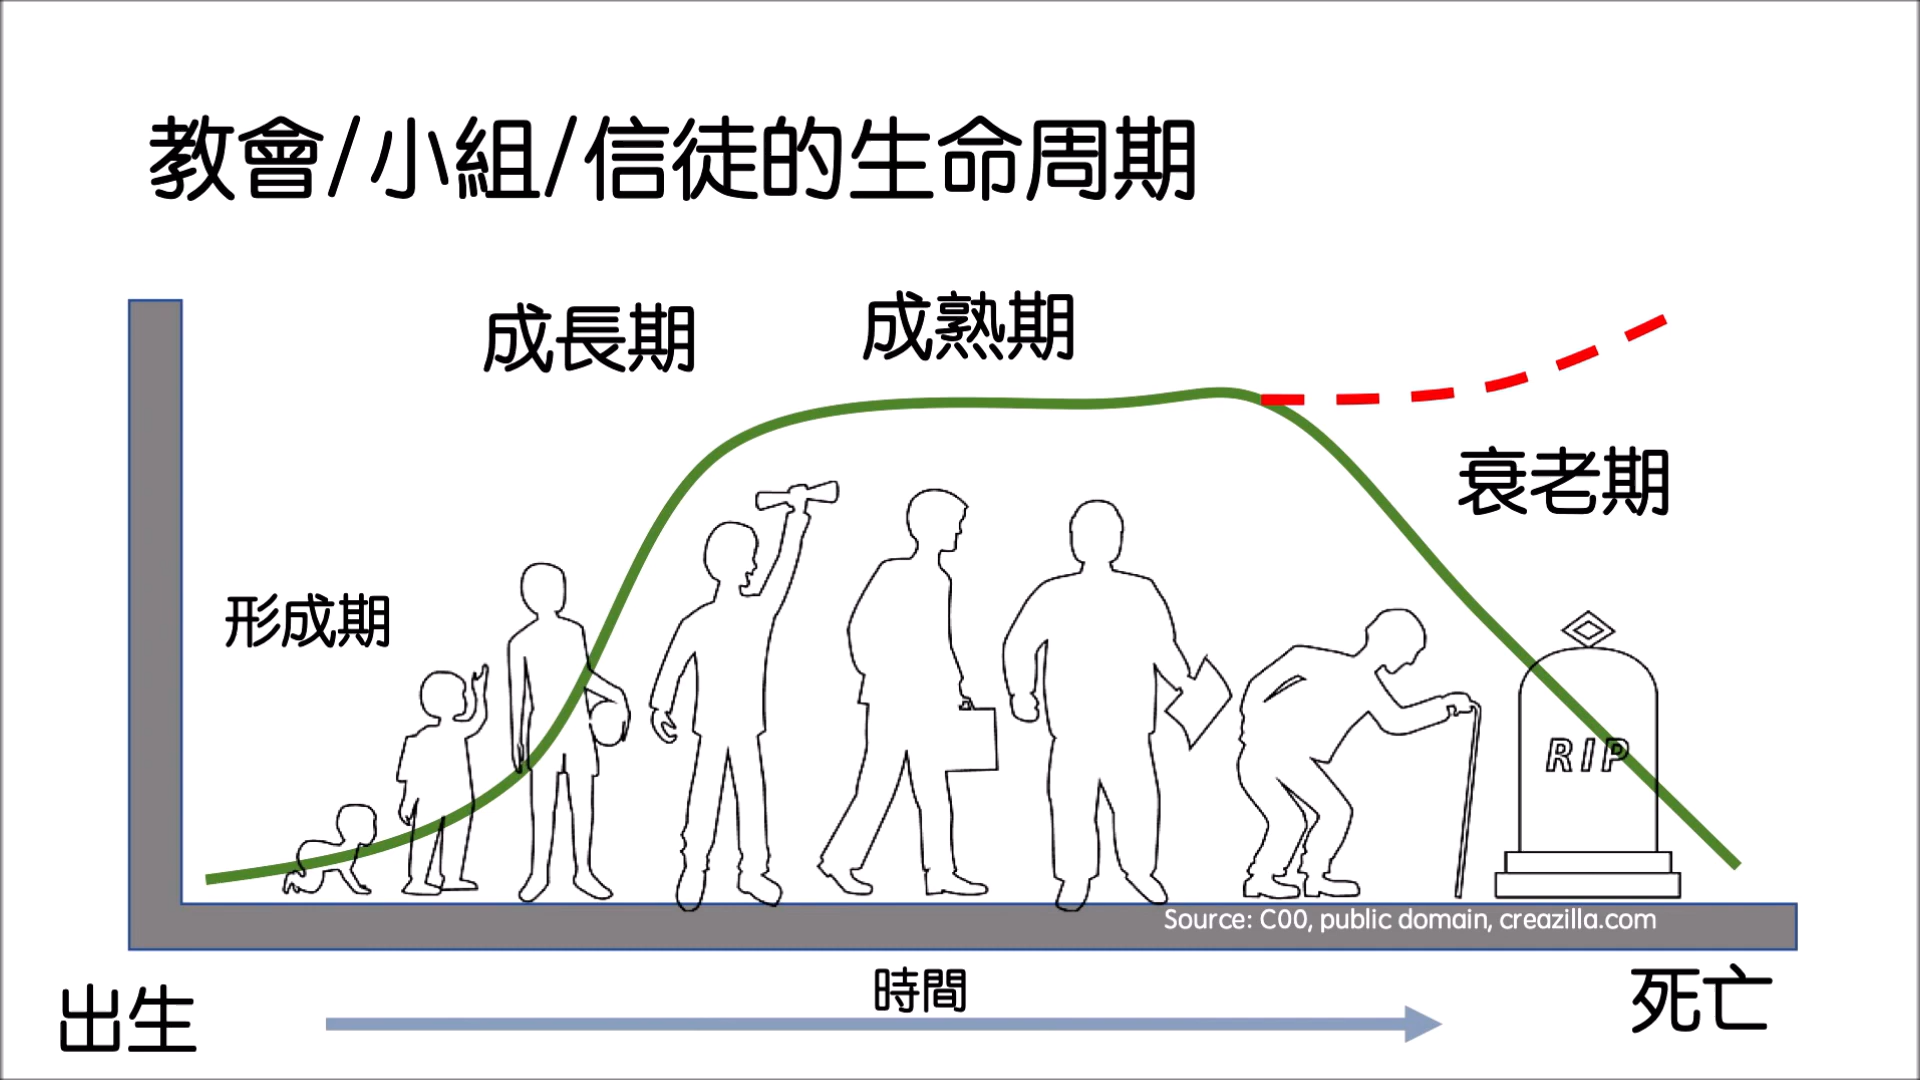 教會/小組/信徒的生命周期
成長期
成熟期
衰老期
形成期
RIP
Source: C00, public domain, creazilla.com
時間
出生
死亡